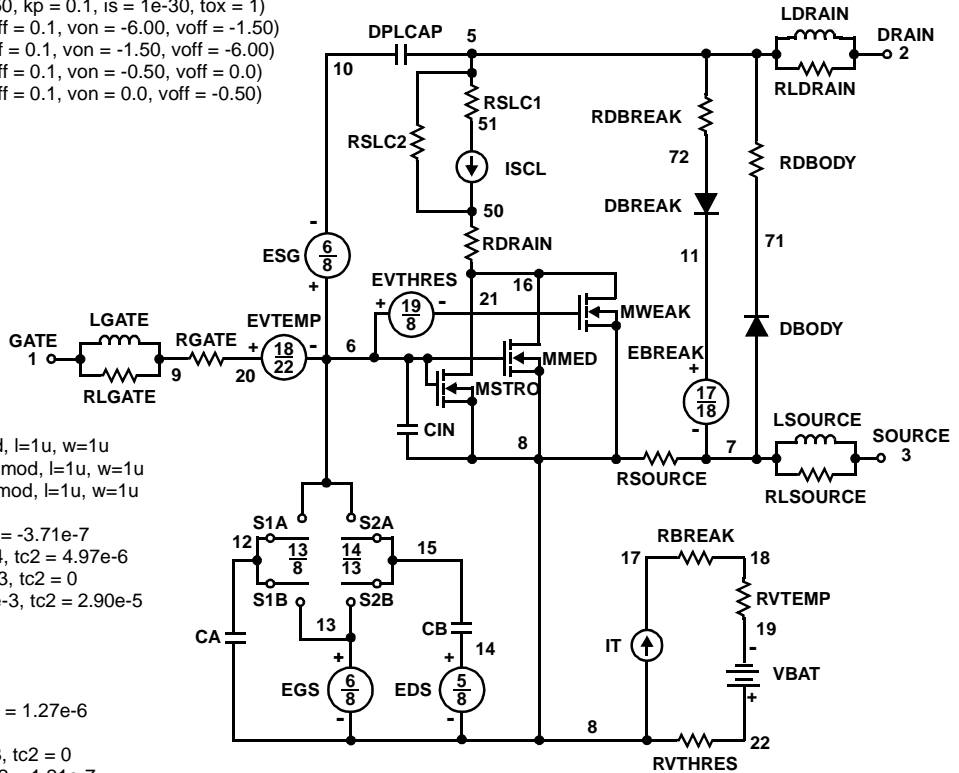 50, kp = 0.1, is = 1e-30, tox = 1)
ff = 0.1, von = -6.00, voff = -1.50)
f = 0.1, von = -1.50, voff = -6.00)
ff = 0.1, von = -0.50, voff = 0.0)
ff = 0.1, von = 0.0, voff = -0.50)
DPLCAP
5
10
LDRAIN
DRAIN
2
RLDRAIN
RSLC1
51
RSLC2
ISCL
50
RDRAIN
RDBREAK
72
DBREAK
11
RDBODY
71
DBODY
-
ESG
6
8
+
EVTHRES
+
19
8
-
16
21
MWEAK
MMED
MSTRO
EBREAK
+
17
18
-
LGATE
GATE
1
RLGATE
9
RGATE
20
EVTEMP
+
18
22
-
6
CIN
8
RSOURCE
7
LSOURCE
SOURCE
3
RLSOURCE
d, l=1u, w=1u
mod, l=1u, w=1u
mod, l=1u, w=1u
= -3.71e-7
4, tc2 = 4.97e-6
3, tc2 = 0
e-3, tc2 = 2.90e-5
= 1.27e-6
, tc2 = 0
S1A
S2A
12
13
8
14
13
15
S1B
S2B
13
CA
CB
14
+
EGS
6
8
-
+
EDS
5
8
-
8
RBREAK
17
18
RVTEMP
19
IT
-
VBAT
+
22
RVTHRES